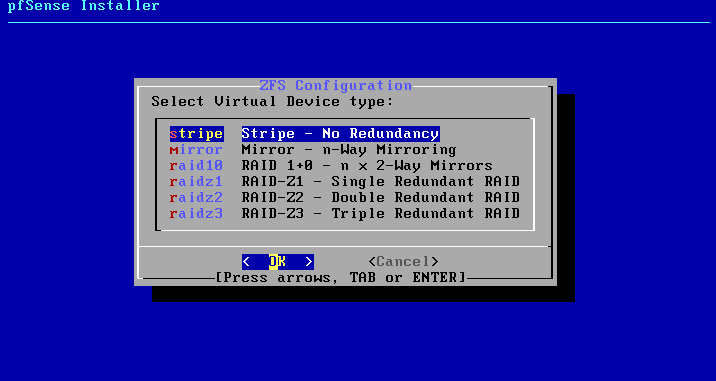 pfSense Installer
ZFS Configuration
Select Virtual Device type:
stripe Stripe - No Redundancy
mirror Mirror - n-Way Mirroring
raid10 RAID 1+0 - n x 2-Way Mirrors
raidz1 RAID-Z1 - Single Redundant RAID
raidz2 RAID-Z2 - Double Redundant RAID
raidz3 RAID-Z3 - Triple Redundant RAID
< OK > <Cancel>
[Press arrows, TAB or ENTER]